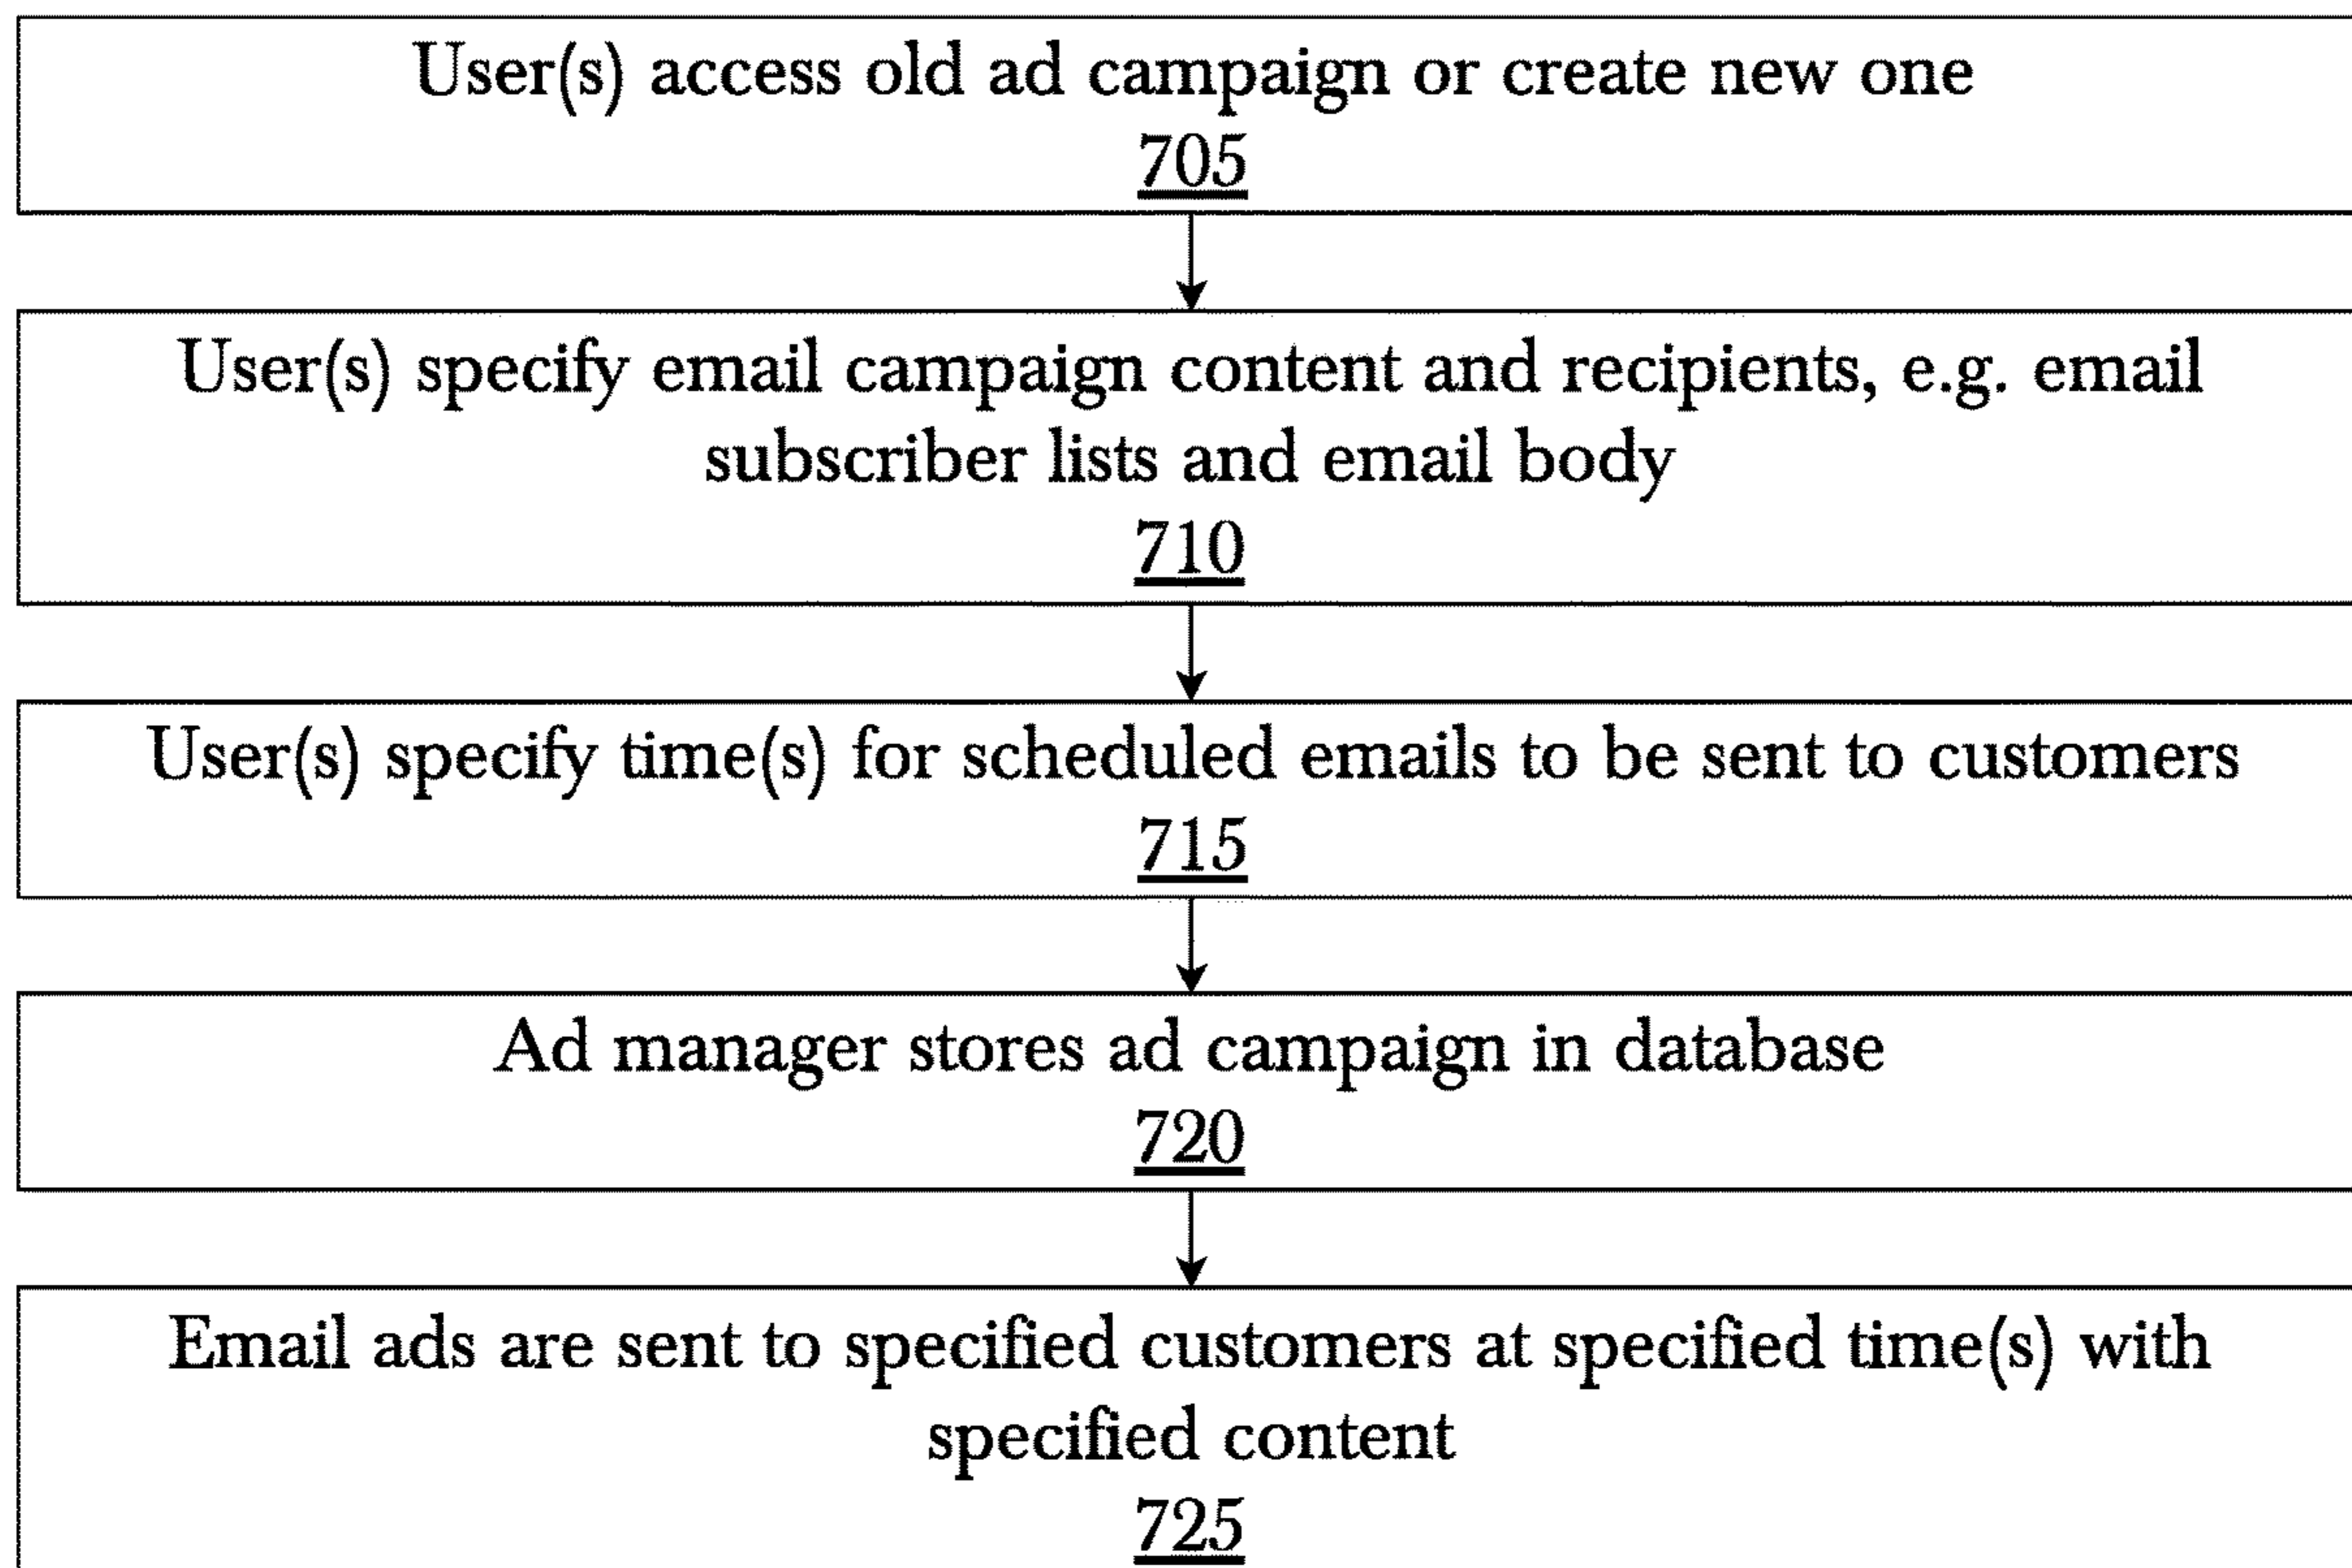 User(s) access old ad campaign or create new one
705
User(s) specify email campaign content and recipients, e.g. email
subscriber lists and email body
710
User(s) specify time(s) for scheduled emails to be sent to customers
715
Ad manager stores ad campaign in database
720
Email ads are sent to specified customers at specified time(s) with
specified content
725